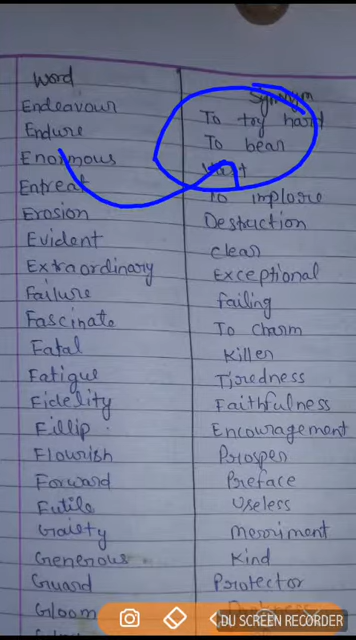 Word Synonym
Endeavour To try hard
Endure To bear
Enormous Vast
Entreat To implore
Erosion Destruction
Evident clear
Extraordinary Exceptional
Failure failing
Fascinate To charm
Fatal Killer
Fatigue Tiredness
Fidelity Faithfulness
Fillip Encouragement
Flourish Prosper
Forward Preface
Futile Useless
Gaiety Merriment
Generous Kind
Guard Protector
Gloom Darkness
DU SCREEN RECORDER